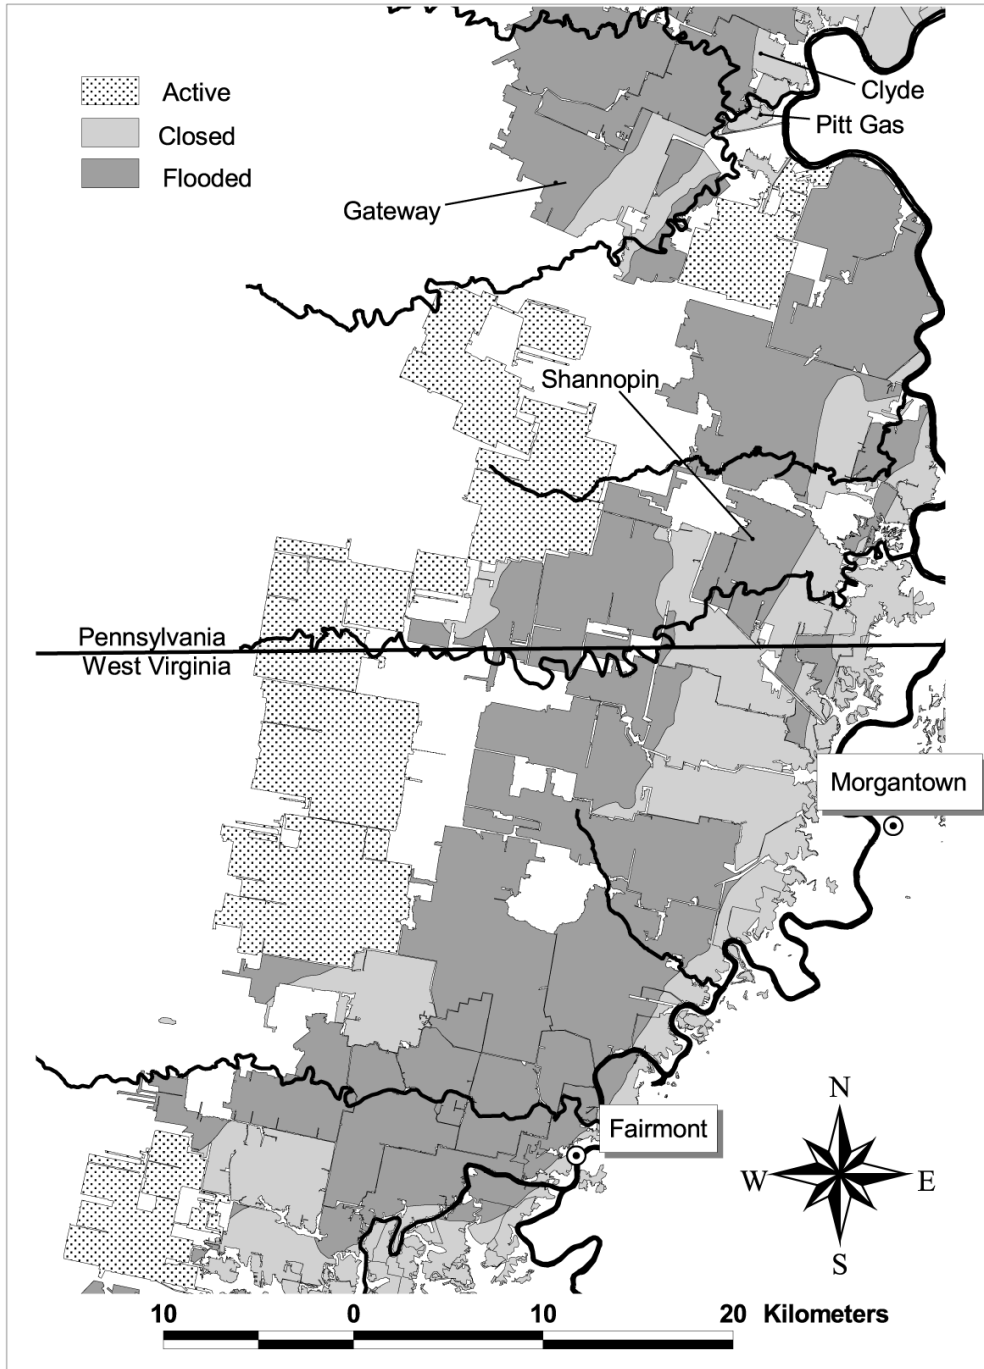 Active
Closed
Flooded
Clyde
Pitt Gas
Gateway
Shannopin
Pennsylvania
West Virginia
Morgantown
Fairmont
N
W E
S
10 0 10 20 Kilometers